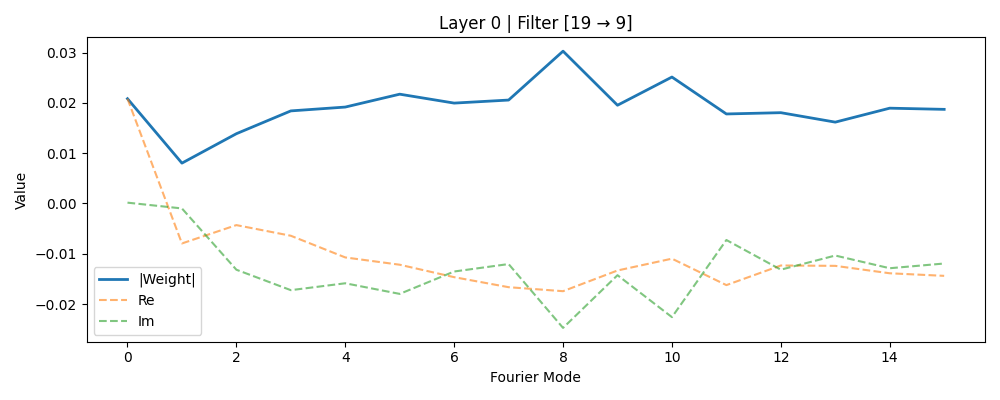 Layer 0 | Filter [19 → 9]
Value
0.03
0.02
0.01
0.00
−0.01
−0.02
|Weight|
Re
Im
0 2 4 6 8 10 12 14
Fourier Mode